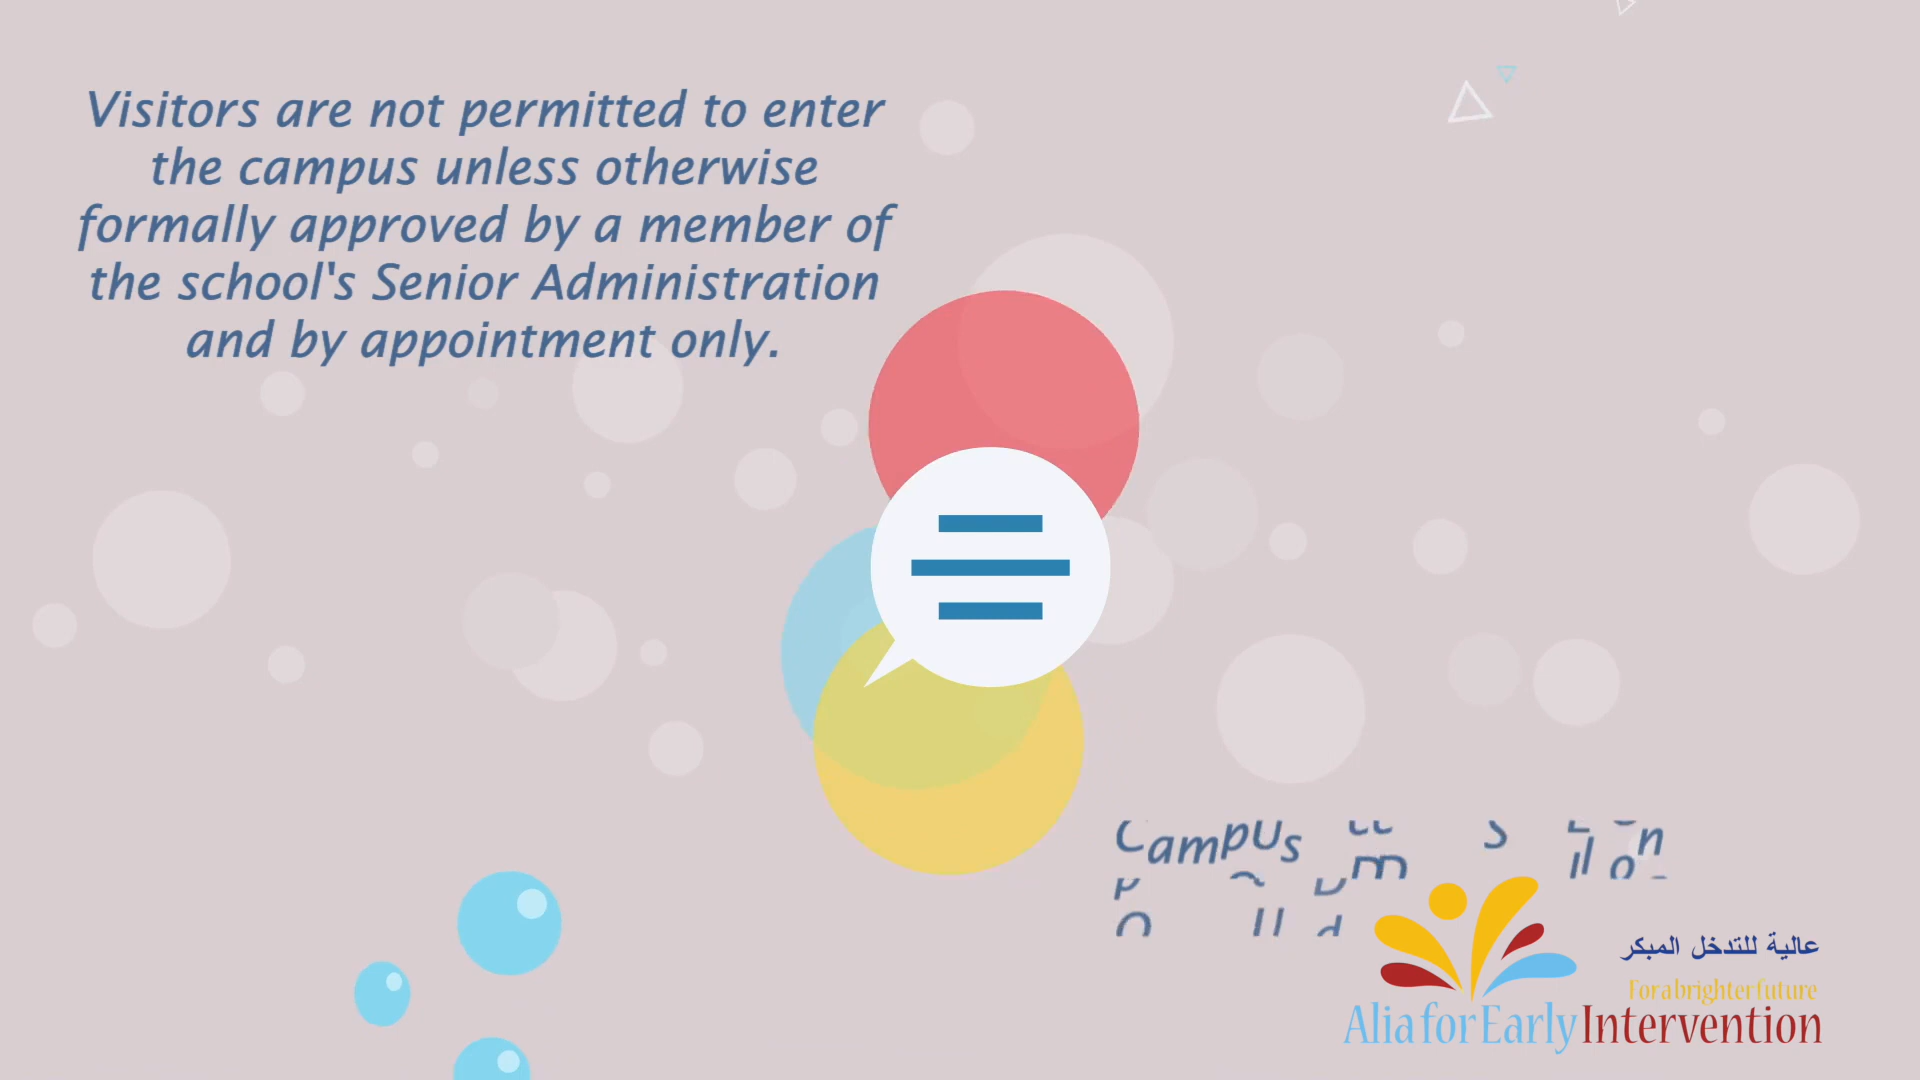 Visitors are not permitted to enter
the campus unless otherwise
formally approved by a member of
the school's Senior Administration
and by appointment only.
Campus
عالية للتدخل المبكر
For a brighter future
Alia for Early Intervention